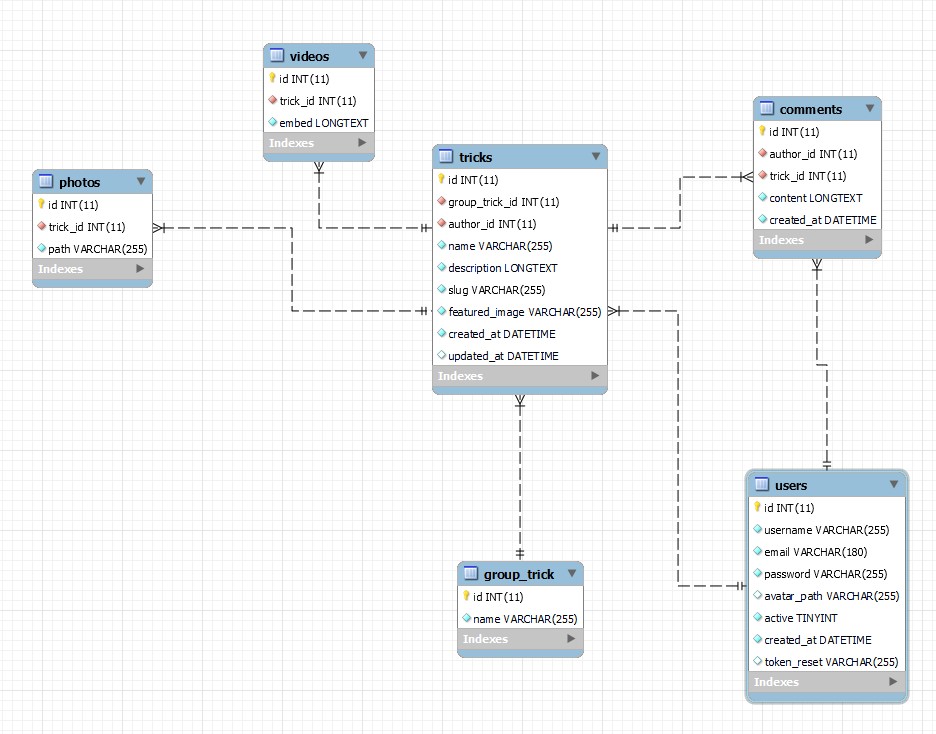 videos
id INT(11)
trick_id INT(11)
embed LONGTEXT
Indexes
photos
id INT(11)
trick_id INT(11)
path VARCHAR(255)
Indexes
tricks
id INT(11)
group_trick_id INT(11)
author_id INT(11)
name VARCHAR(255)
description LONGTEXT
slug VARCHAR(255)
featured_image VARCHAR(255)
created_at DATETIME
updated_at DATETIME
Indexes
comments
id INT(11)
author_id INT(11)
trick_id INT(11)
content LONGTEXT
created_at DATETIME
Indexes
group_trick
id INT(11)
name VARCHAR(255)
Indexes
users
id INT(11)
username VARCHAR(255)
email VARCHAR(180)
password VARCHAR(255)
avatar_path VARCHAR(255)
active TINYINT
created_at DATETIME
token_reset VARCHAR(255)
Indexes